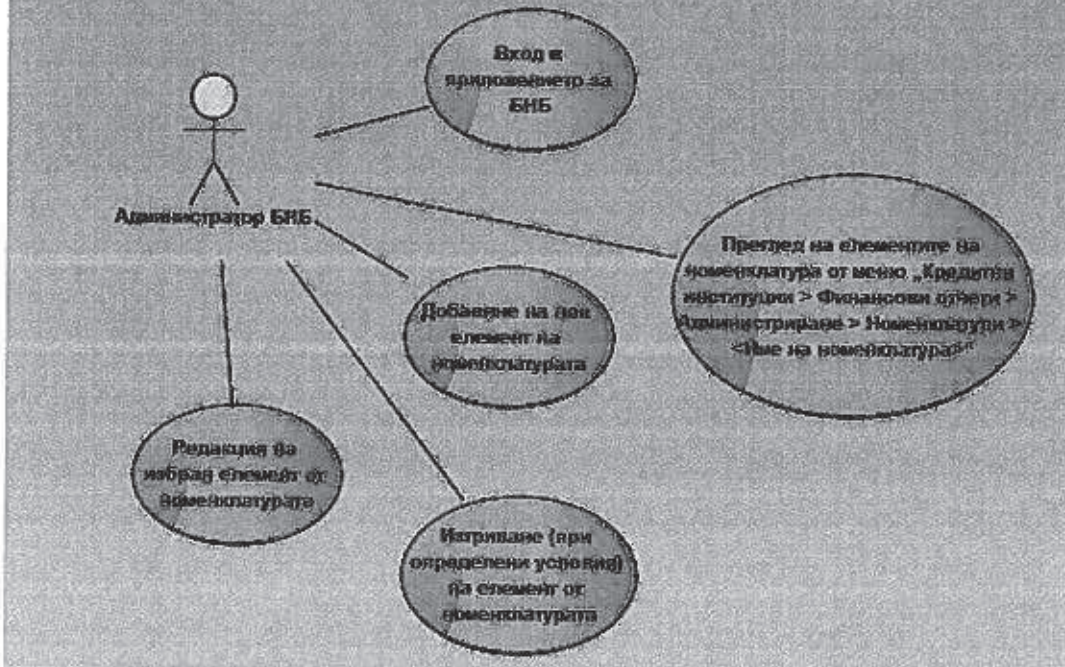 Вход в
приложението за
БНБ
Администратор БНБ
Преглед на елементите на
номенклатура от меню „Кредитни
институции > Финансови отчети >
Администриране > Номенклатури >
<Име на номенклатура>“
Добавяне на нов
елемент на
номенклатурата
Редакция на
избран елемент от
номенклатурата
Изтриване (при
определени условия)
на елемент от
номенклатурата